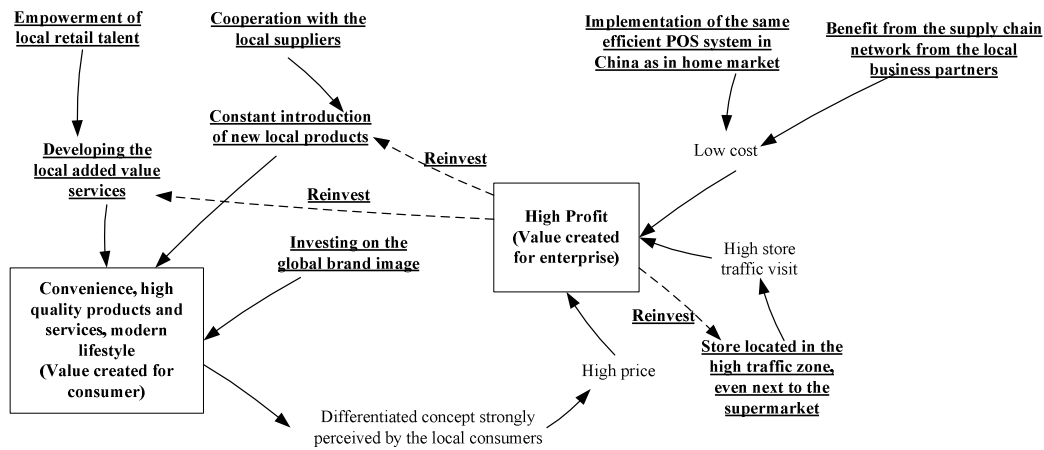 Empowerment of
local retail talent
Cooperation with the
local suppliers
Implementation of the same
efficient POS system in
China as in home market
Benefit from the supply chain
network from the local
business partners
Constant introduction
of new local products
Developing the
local added value
services
Reinvest
Reinvest
Low cost
High Profit
(Value created
for enterprise)
High store
traffic visit
Investing on the
global brand image
Convenience, high
quality products and
services, modern
lifestyle
(Value created for
consumer)
Reinvest
Store located in the
high traffic zone,
even next to the
supermarket
High price
Differentiated concept strongly
perceived by the local consumers